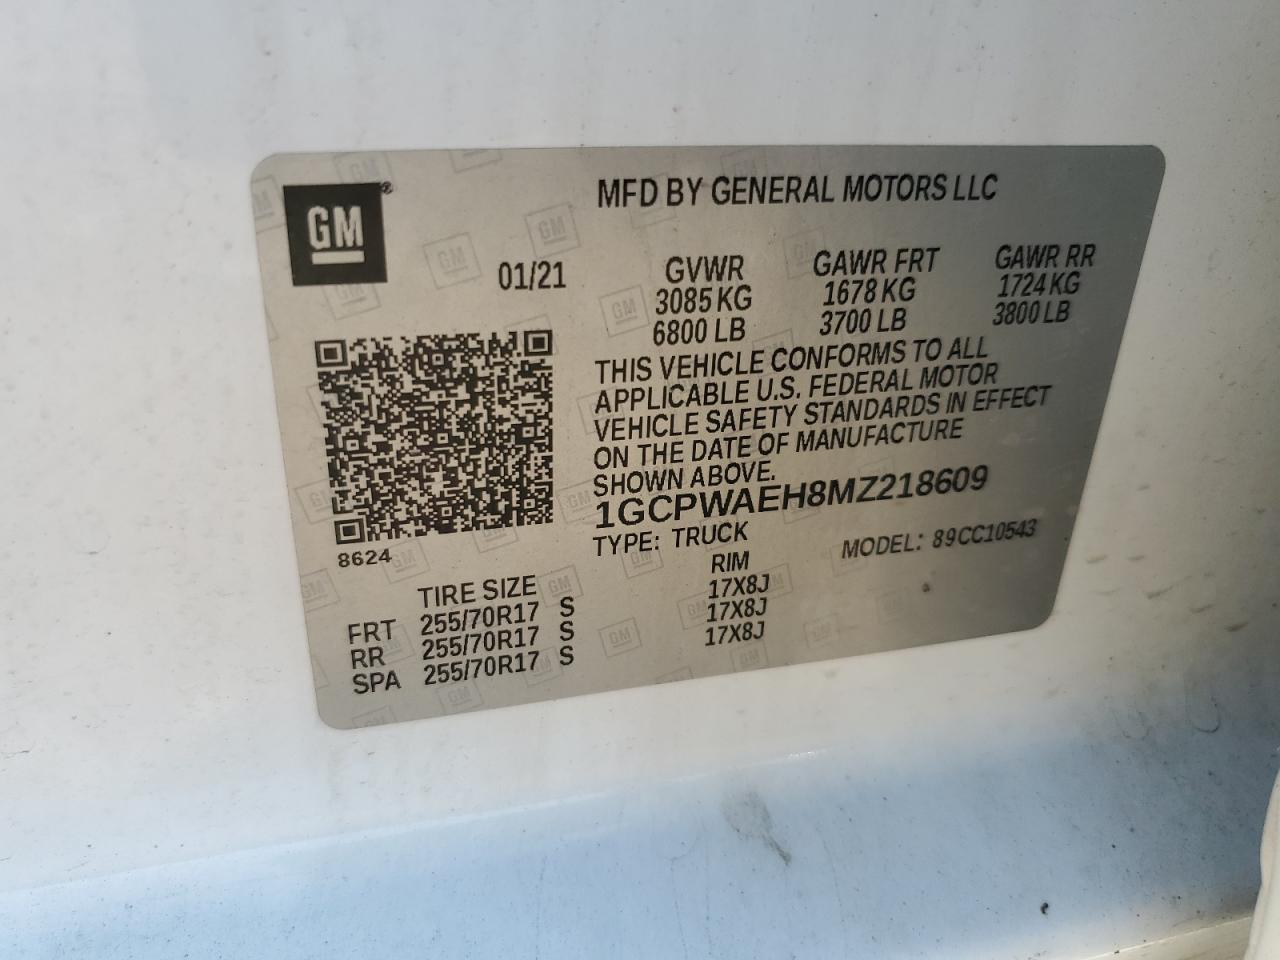 GM®
MFD BY GENERAL MOTORS LLC
01/21
GVWR GAWR FRT GAWR RR
3085 KG 1678 KG 1724 KG
6800 LB 3700 LB 3800 LB
THIS VEHICLE CONFORMS TO ALL
APPLICABLE U.S. FEDERAL MOTOR
VEHICLE SAFETY STANDARDS IN EFFECT
ON THE DATE OF MANUFACTURE
SHOWN ABOVE.
1GCPWAEH8MZ218609
TYPE: TRUCK MODEL: 89CC10543
8624
TIRE SIZE RIM
FRT 255/70R17 S 17X8J
RR 255/70R17 S 17X8J
SPA 255/70R17 S 17X8J